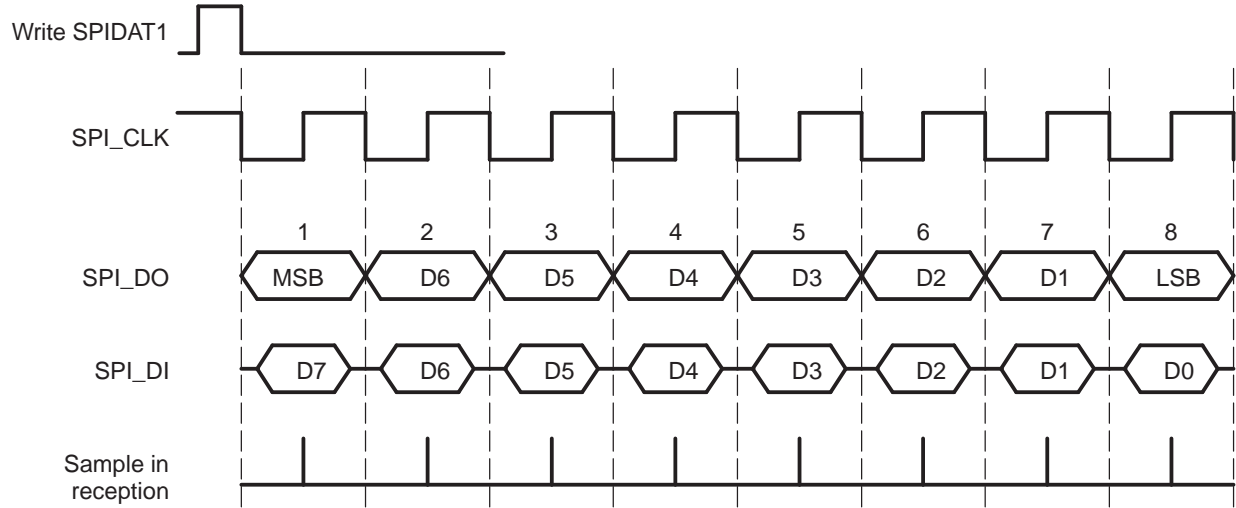 Write SPIDAT1
SPI_CLK
1 2 3 4 5 6 7 8
SPI_DO MSB D6 D5 D4 D3 D2 D1 LSB
SPI_DI D7 D6 D5 D4 D3 D2 D1 D0
Sample in
reception